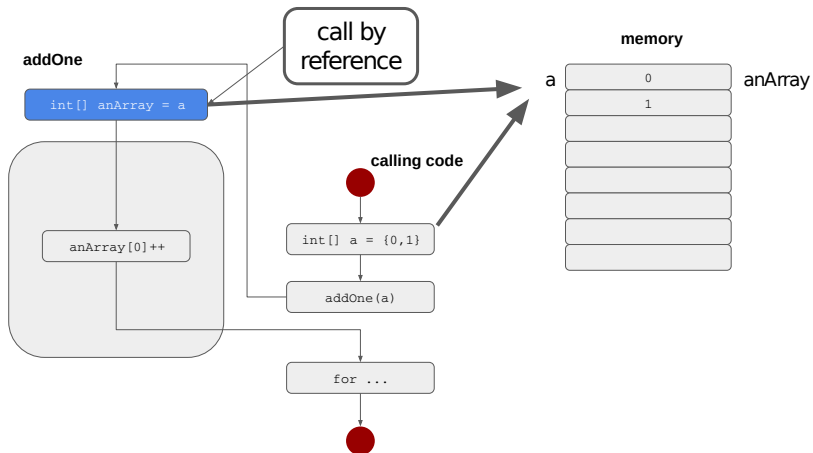 call by
reference
addOne
int[] anArray = a
memory
a
0
anArray
1
calling code
int[] a = {0,1}
anArray[0]++
addOne(a)
for ...